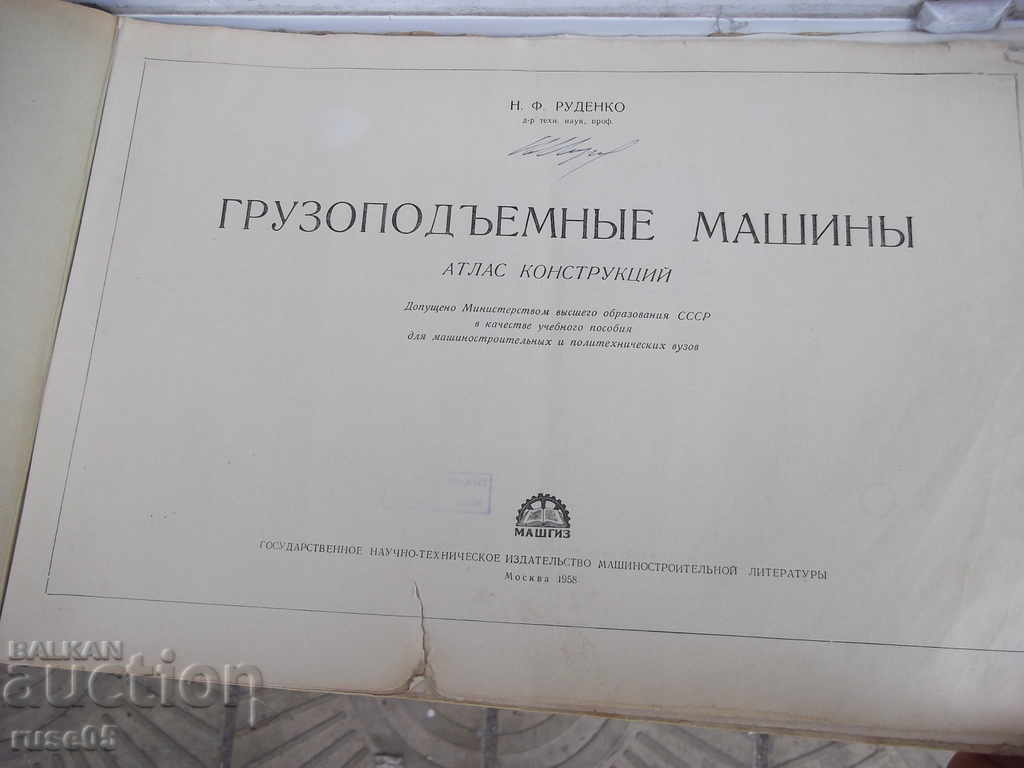 Н. Ф. РУДЕНКО
д-р техн. наук, проф.
ГРУЗОПОДЪЕМНЫЕ МАШИНЫ
АТЛАС КОНСТРУКЦИЙ
Допущено Министерством высшего образования СССР
в качестве учебного пособия
для машиностроительных и политехнических вузов
МАШГИЗ
ГОСУДАРСТВЕННОЕ НАУЧНО-ТЕХНИЧЕСКОЕ ИЗДАТЕЛЬСТВО МАШИНОСТРОИТЕЛЬНОЙ ЛИТЕРАТУРЫ
Москва 1958
BALKAN
auction
ruse05